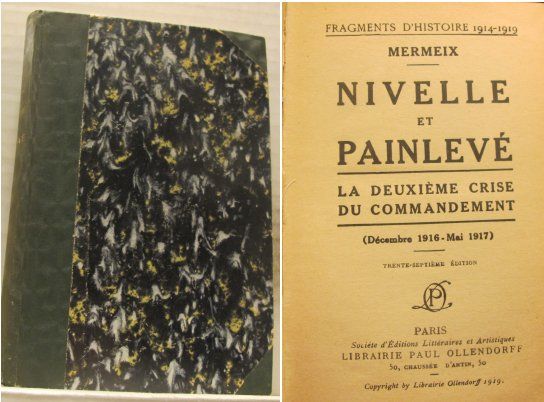 FRAGMENTS D'HISTOIRE 1914-1919
MERMEIX
NIVELLE
ET
PAINLEVÉ
LA DEUXIÈME CRISE
DU COMMANDEMENT
(Décembre 1916 - Mai 1917)
TRENTE-SEPTIÈME ÉDITION
PARIS
Société d'Éditions Littéraires et Artistiques
LIBRAIRIE PAUL OLLENDORFF
50, CHAUSSÉE D'ANTIN, 50
Copyright by Librairie Ollendorff 1919.